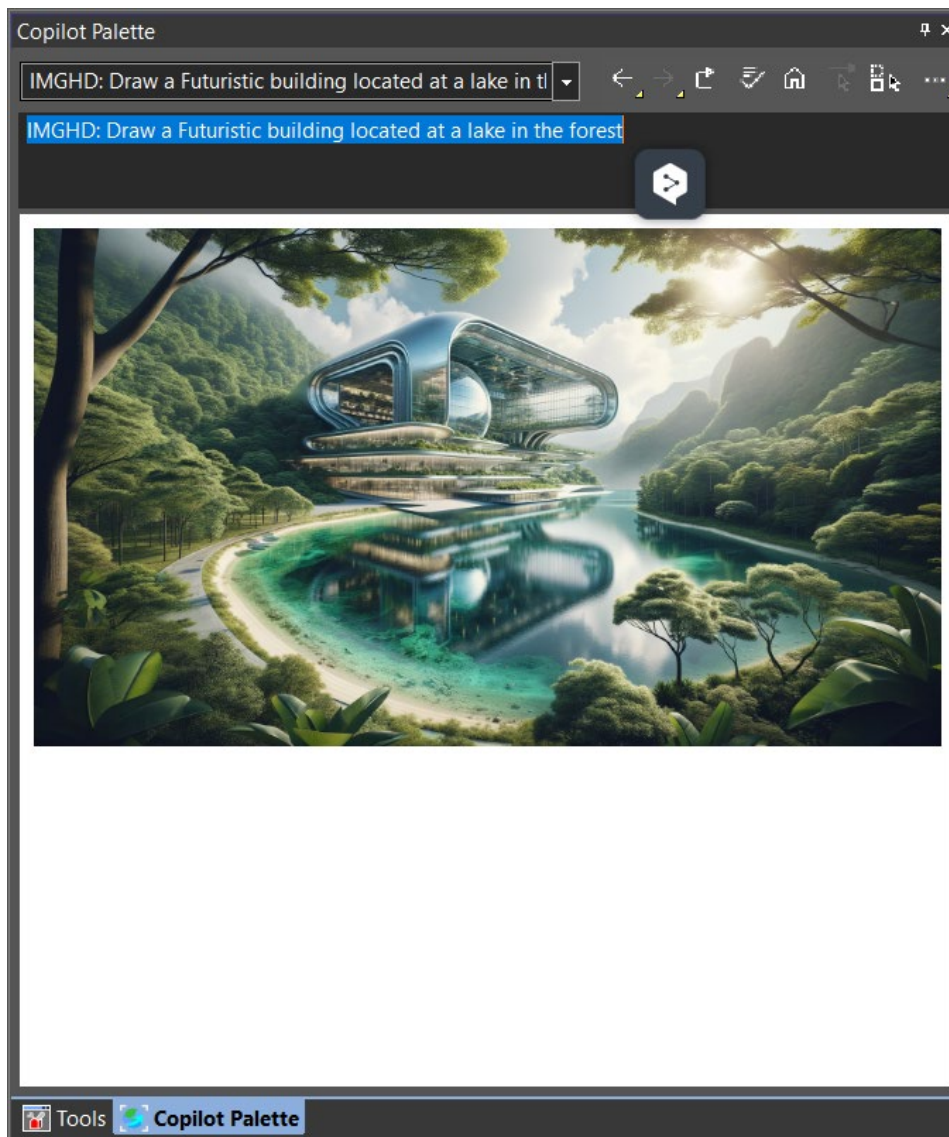 Copilot Palette
IMGHD: Draw a Futuristic building located at a lake in tl
IMGHD: Draw a Futuristic building located at a lake in the forest
Tools
Copilot Palette